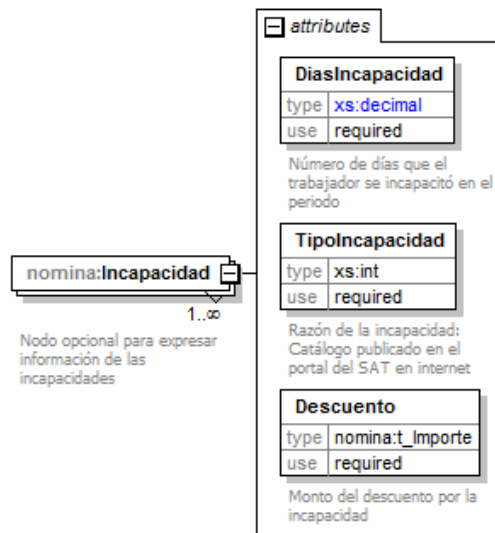 attributes
DiasIncapacidad
type xs:decimal
use required
Número de días que el
trabajador se incapacitó en el
periodo
TipoIncapacidad
type xs:int
use required
Razón de la incapacidad:
Catálogo publicado en el
portal del SAT en internet
nomina:Incapacidad
1..∞
Nodo opcional para expresar
información de las
incapacidades
Descuento
type nomina:t_Importe
use required
Monto del descuento por la
incapacidad